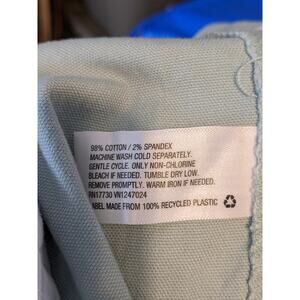 98% COTTON / 2% SPANDEX
MACHINE WASH COLD SEPARATELY.
GENTLE CYCLE. ONLY NON-CHLORINE
BLEACH IF NEEDED. TUMBLE DRY LOW.
REMOVE PROMPTLY. WARM IRON IF NEEDED.
RN17730 VN1247024
LABEL MADE FROM 100% RECYCLED PLASTIC